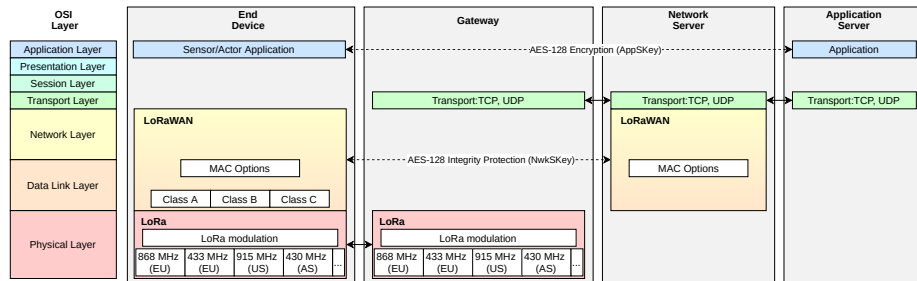 OSI
Layer
End
Device
Gateway
Network
Server
Application
Server
Application Layer
Sensor/Actor Application
AES-128 Encryption (AppSKey)
Application
Presentation Layer
Session Layer
Transport Layer
Transport:TCP, UDP
Transport:TCP, UDP
Transport:TCP, UDP
LoRaWAN
LoRaWAN
Network Layer
AES-128 Integrity Protection (NwkSKey)
MAC Options
MAC Options
Data Link Layer
Class A
Class B
Class C
LoRa
LoRa
Physical Layer
LoRa modulation
LoRa modulation
868 MHz
(EU)
433 MHz
(EU)
915 MHz
(US)
430 MHz
(AS)
...
868 MHz
(EU)
433 MHz
(EU)
915 MHz
(US)
430 MHz
(AS)
...